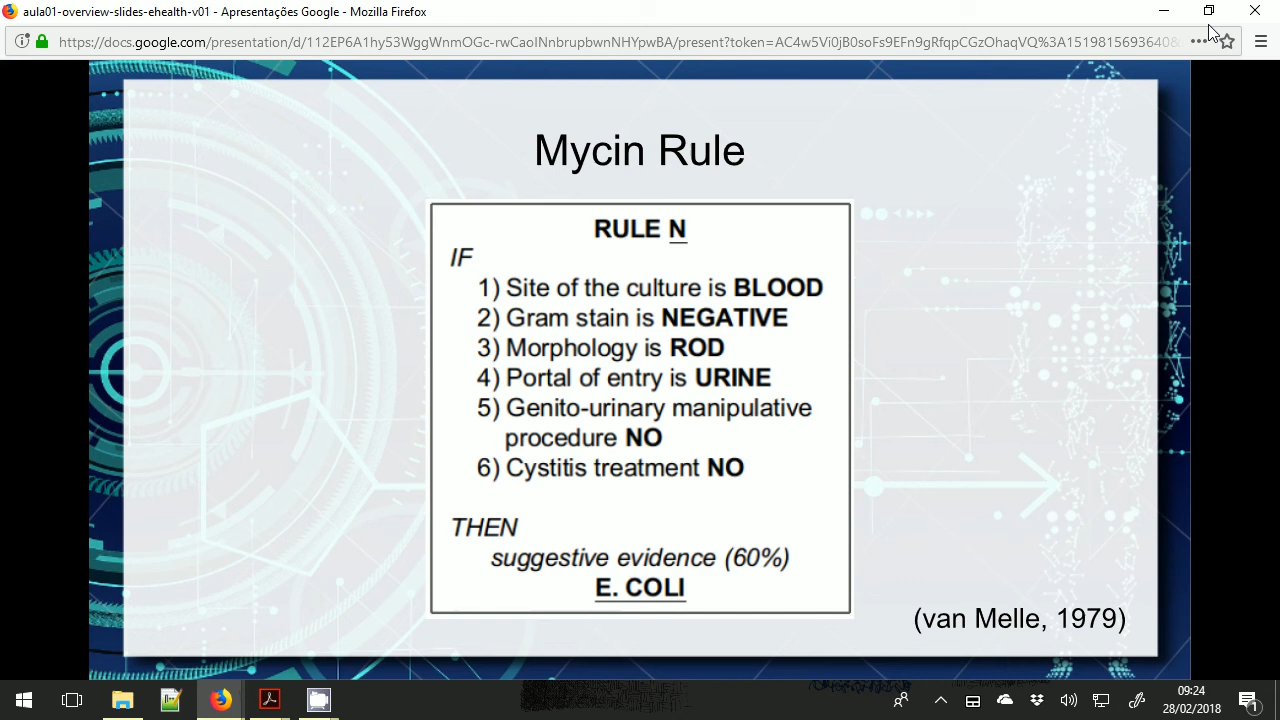 aula01-overview-slides-ehealth-v01 - Apresentações Google - Mozilla Firefox
https://docs.google.com/presentation/d/112EP6A1hy53WggWnmOGc-rwCaoINnbrupbwnNHYpwBA/present?token=AC4w5Vi0jB0soFs9EFn9gRfqpCGzOhaqVQ%3A1519815693640&
Mycin Rule
RULE N
IF
1) Site of the culture is BLOOD
2) Gram stain is NEGATIVE
3) Morphology is ROD
4) Portal of entry is URINE
5) Genito-urinary manipulative
procedure NO
6) Cystitis treatment NO
THEN
suggestive evidence (60%)
E. COLI
(van Melle, 1979)
09:24
28/02/2018
1